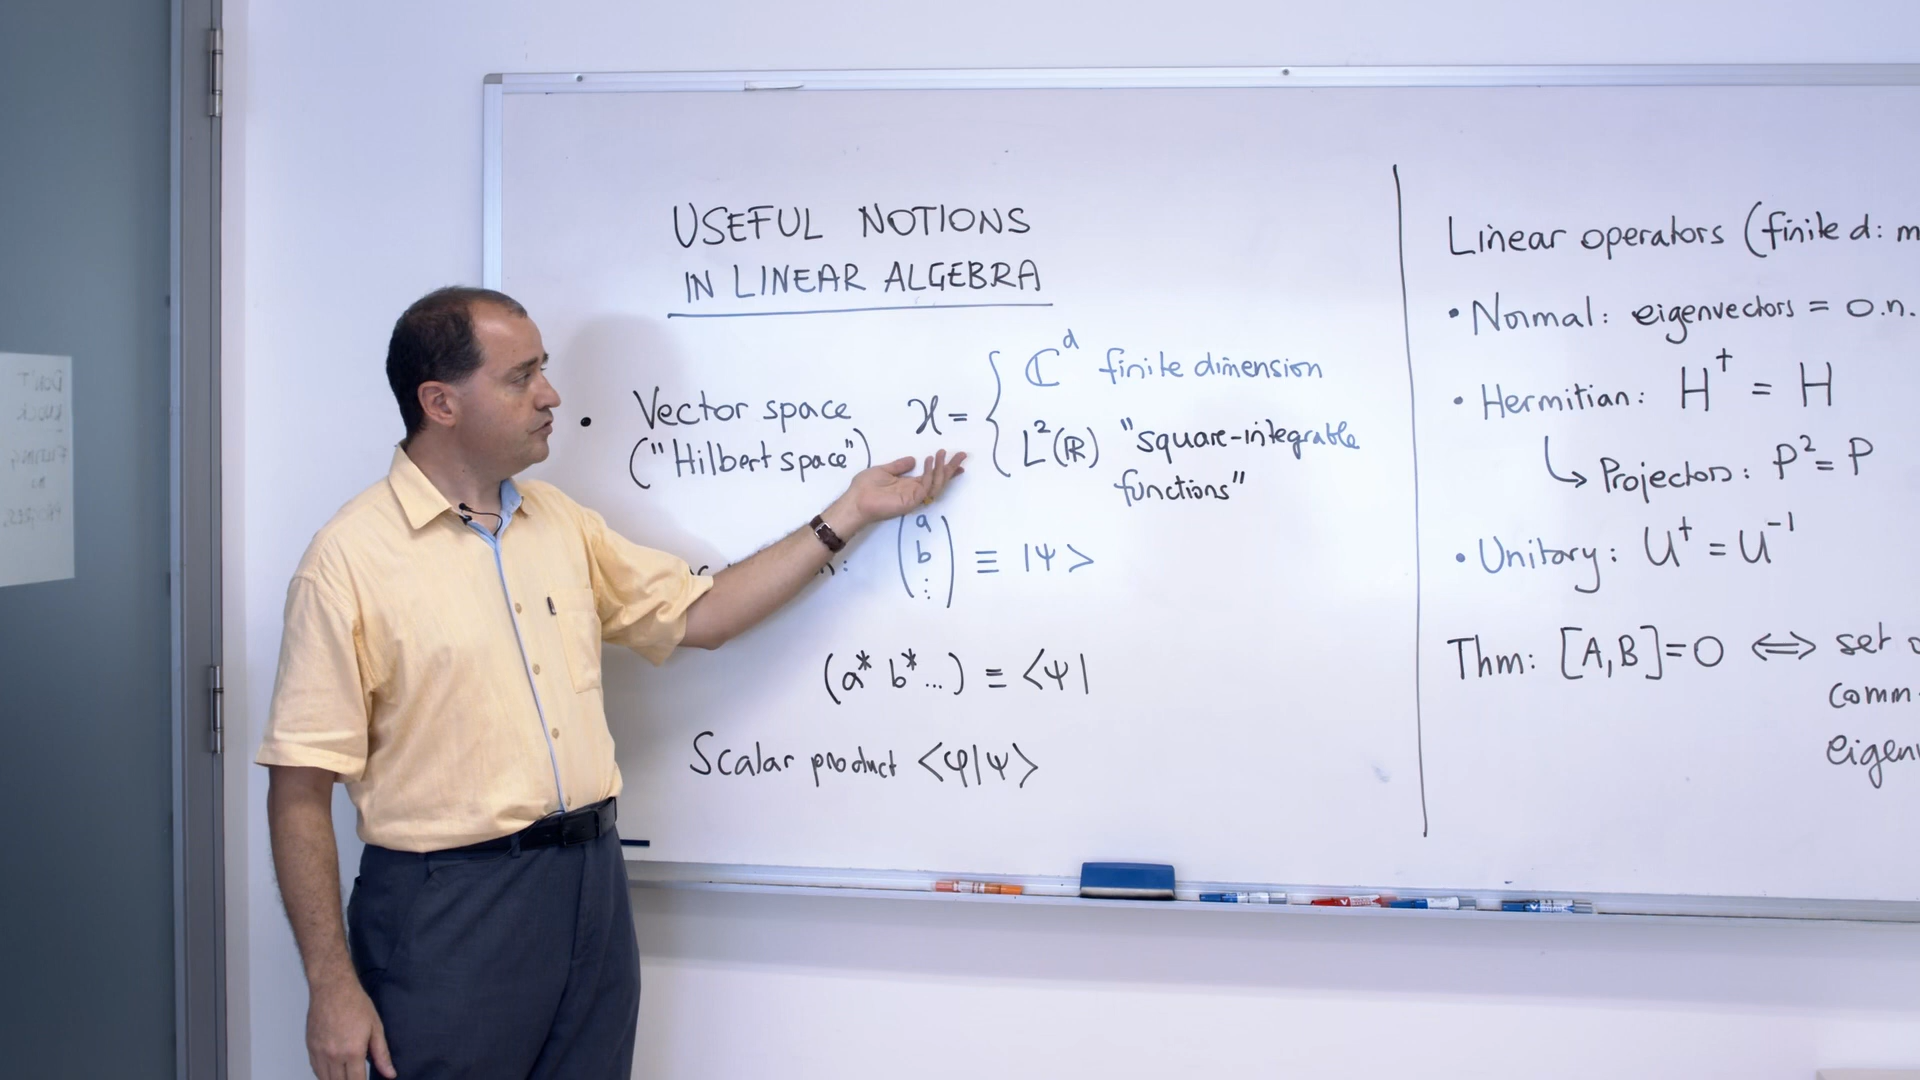 USEFUL NOTIONS
IN LINEAR ALGEBRA
• Vector space ("Hilbert space") ℋ = { ℂ^d finite dimension
L²(ℝ) "square-integrable functions"
(a b ⋮) ≡ |ψ>
(a* b* ...) ≡ <ψ|
Scalar product <φ|ψ>
Linear operators (finite d: m
• Normal: eigenvectors = o.n.
• Hermitian: H† = H
↳ Projectors: P² = P
• Unitary: U† = U⁻¹
Thm: [A,B]=0 ⟺ set
comm
eigen